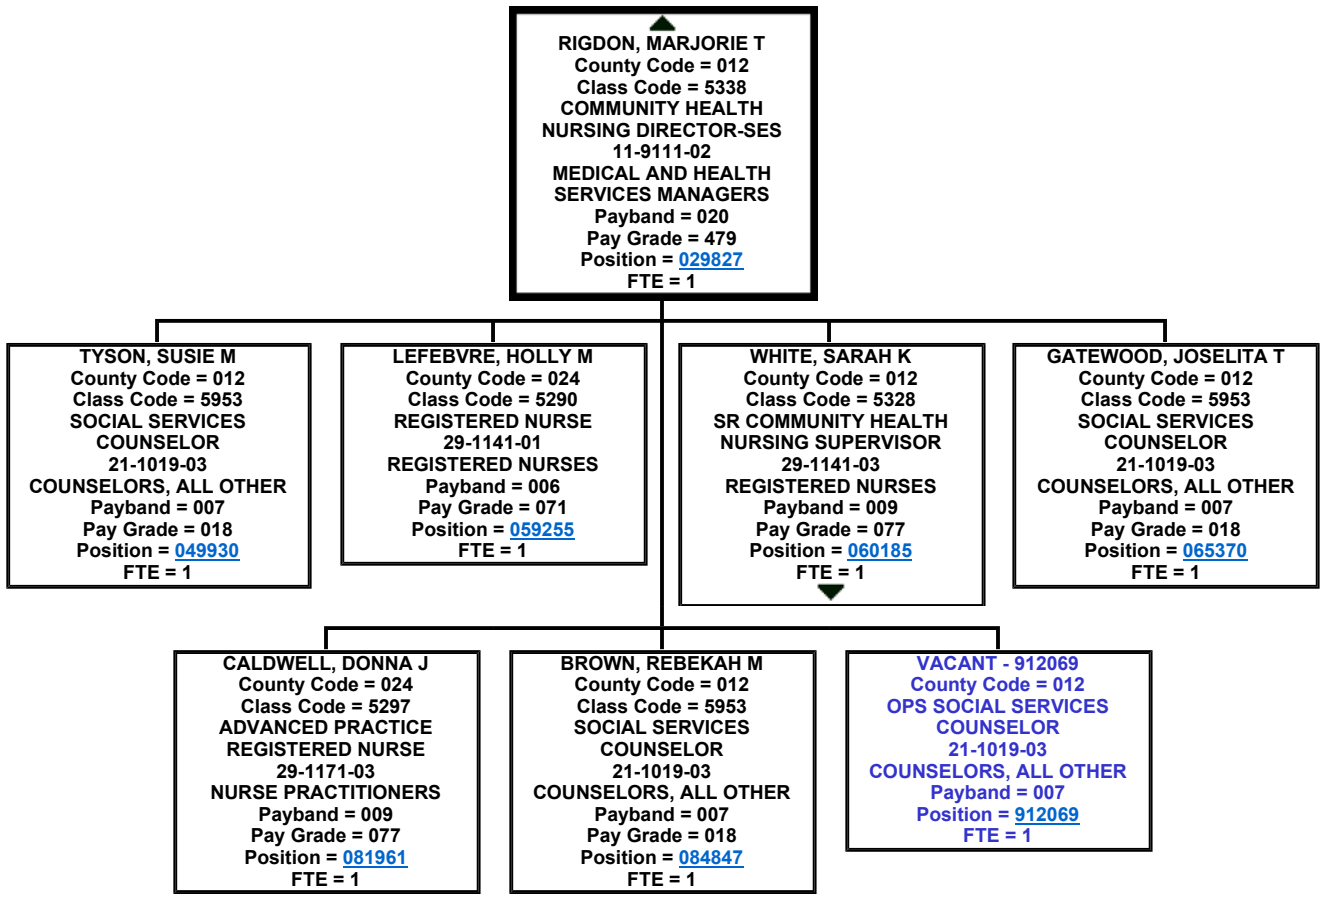 RIGDON, MARJORIE T
County Code = 012
Class Code = 5338
COMMUNITY HEALTH
NURSING DIRECTOR-SES
11-9111-02
MEDICAL AND HEALTH
SERVICES MANAGERS
Payband = 020
Pay Grade = 479
Position = 029827
FTE = 1
TYSON, SUSIE M
County Code = 012
Class Code = 5953
SOCIAL SERVICES
COUNSELOR
21-1019-03
COUNSELORS, ALL OTHER
Payband = 007
Pay Grade = 018
Position = 049930
FTE = 1
LEFEBVRE, HOLLY M
County Code = 024
Class Code = 5290
REGISTERED NURSE
29-1141-01
REGISTERED NURSES
Payband = 006
Pay Grade = 071
Position = 059255
FTE = 1
WHITE, SARAH K
County Code = 012
Class Code = 5328
SR COMMUNITY HEALTH
NURSING SUPERVISOR
29-1141-03
REGISTERED NURSES
Payband = 009
Pay Grade = 077
Position = 060185
FTE = 1
GATEWOOD, JOSELITA T
County Code = 012
Class Code = 5953
SOCIAL SERVICES
COUNSELOR
21-1019-03
COUNSELORS, ALL OTHER
Payband = 007
Pay Grade = 018
Position = 065370
FTE = 1
CALDWELL, DONNA J
County Code = 024
Class Code = 5297
ADVANCED PRACTICE
REGISTERED NURSE
29-1171-03
NURSE PRACTITIONERS
Payband = 009
Pay Grade = 077
Position = 081961
FTE = 1
BROWN, REBEKAH M
County Code = 012
Class Code = 5953
SOCIAL SERVICES
COUNSELOR
21-1019-03
COUNSELORS, ALL OTHER
Payband = 007
Pay Grade = 018
Position = 084847
FTE = 1
VACANT - 912069
County Code = 012
OPS SOCIAL SERVICES
COUNSELOR
21-1019-03
COUNSELORS, ALL OTHER
Payband = 007
Position = 912069
FTE = 1